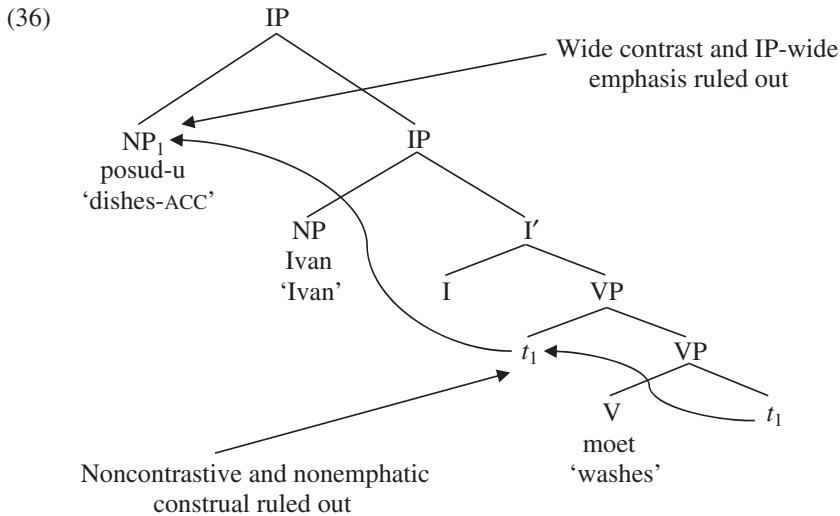 (36)
IP
Wide contrast and IP-wide
emphasis ruled out
NP₁
posud-u
‘dishes-ACC’
IP
NP
Ivan
‘Ivan’
I′
I
VP
t₁
VP
V
moet
‘washes’
t₁
Noncontrastive and nonemphatic
construal ruled out